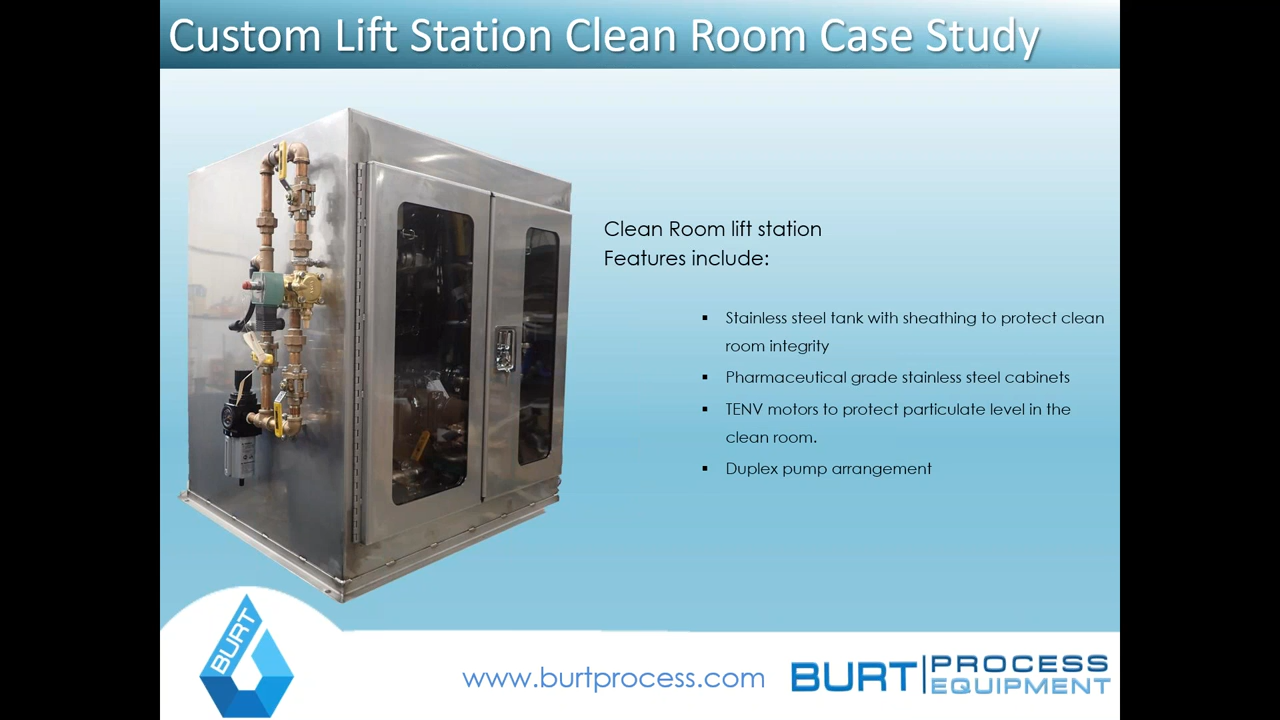 Custom Lift Station Clean Room Case Study
Clean Room lift station
Features include:
▪ Stainless steel tank with sheathing to protect clean
room integrity
▪ Pharmaceutical grade stainless steel cabinets
▪ TENV motors to protect particulate level in the
clean room.
▪ Duplex pump arrangement
BURT
www.burtprocess.com
BURT PROCESS
EQUIPMENT